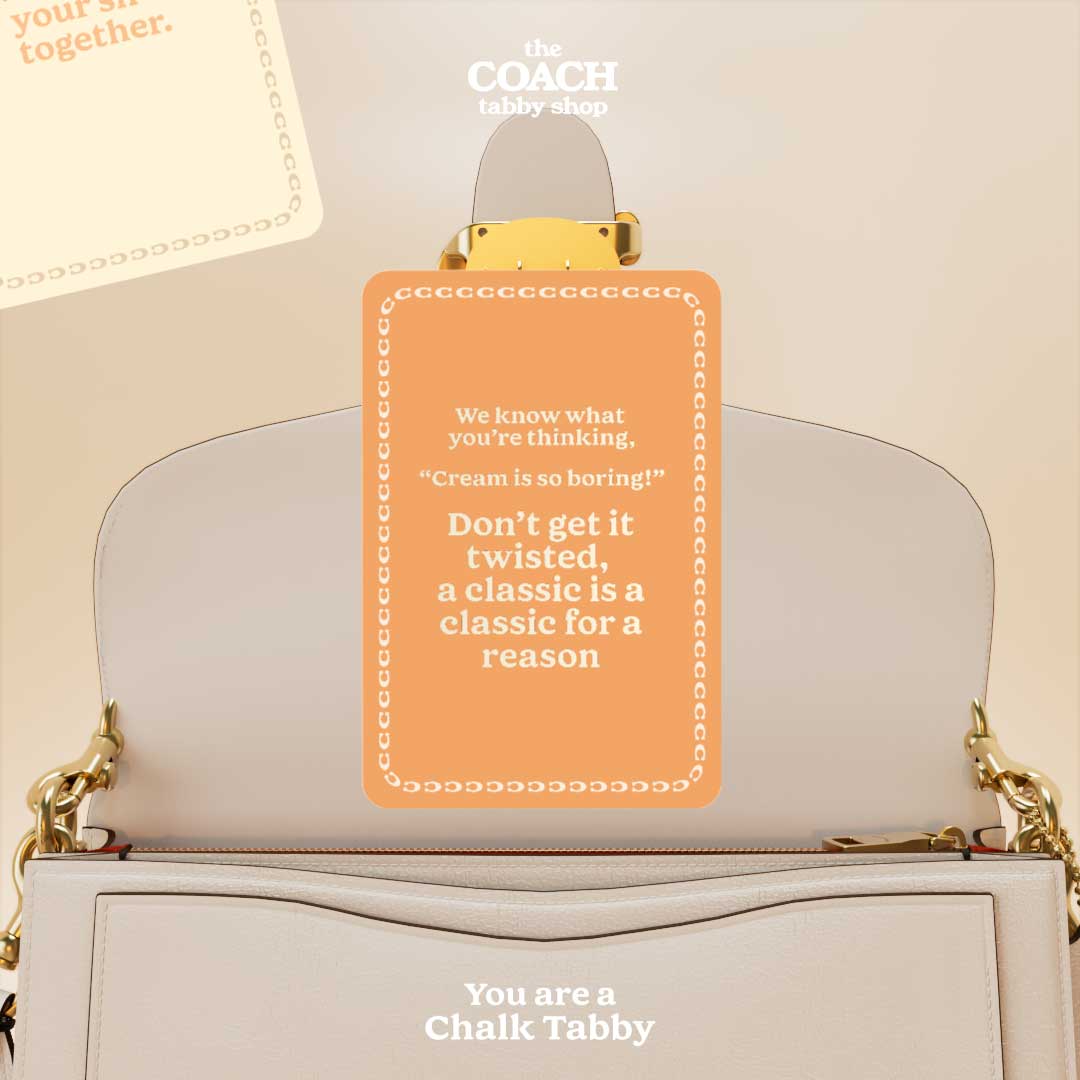 your
together.
the
COACH
tabby shop
We know what
you're thinking,
“Cream is so boring!”
Don't get it
twisted,
a classic is a
classic for a
reason
You are a
Chalk Tabby